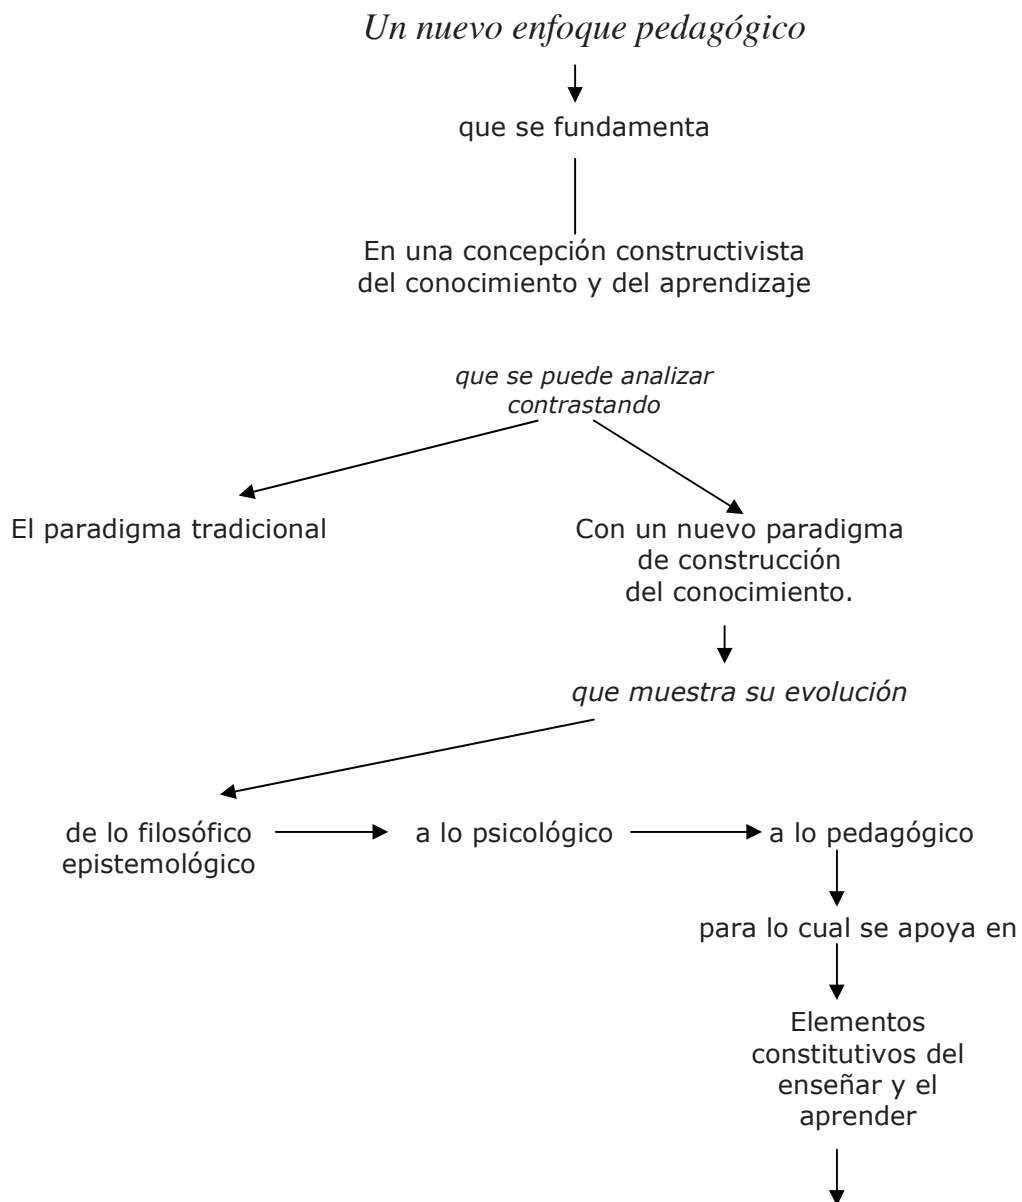 Un nuevo enfoque pedagógico
que se fundamenta
En una concepción constructivista
del conocimiento y del aprendizaje
que se puede analizar
contrastando
El paradigma tradicional
Con un nuevo paradigma
de construcción
del conocimiento.
que muestra su evolución
de lo filosófico
epistemológico
a lo psicológico
a lo pedagógico
para lo cual se apoya en
Elementos
constitutivos del
enseñar y el
aprender